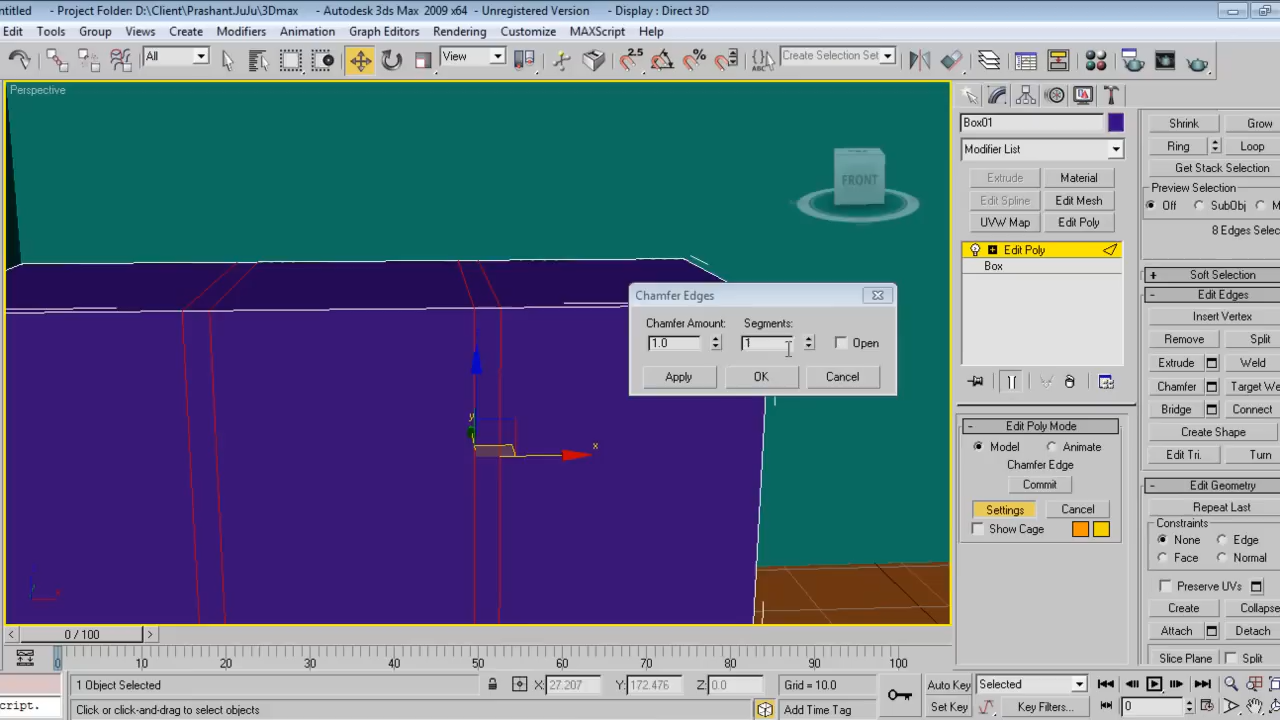 ntitled - Project Folder: D:\Client\Prashant.JuJu\3Dmax - Autodesk 3ds Max 2009 x64 - Unregistered Version - Display : Direct 3D
Edit Tools Group Views Create Modifiers Animation Graph Editors Rendering Customize MAXScript Help
All View 2.5 ABC Create Selection Set
Perspective
FRONT
Box01
Modifier List
Extrude Material
Edit Spline Edit Mesh
UVW Map Edit Poly
Edit Poly
Box
Shrink Grow
Ring Loop
Get Stack Selection
Preview Selection
Off SubObj M
8 Edges Selec
+ Soft Selection
- Edit Edges
Insert Vertex
Remove Split
Extrude Weld
Chamfer Target We
Bridge Connect
Create Shape
Edit Tri. Turn
- Edit Geometry
Repeat Last
Constraints
None Edge
Face Normal
Preserve UVs
Create Collaps
Attach Detach
Slice Plane Split
Chamfer Edges
Chamfer Amount: Segments:
1.0 1 Open
Apply OK Cancel
x
y
- Edit Poly Mode
Model Animate
Chamfer Edge
Commit
Settings Cancel
Show Cage
< 0 / 100 >
0 10 20 30 40 50 60 70 80 90 100
1 Object Selected X: 27.207 Y: 172.476 Z: 0.0 Grid = 10.0 Auto Key Selected
cript. Click or click-and-drag to select objects Add Time Tag Set Key Key Filters... 0